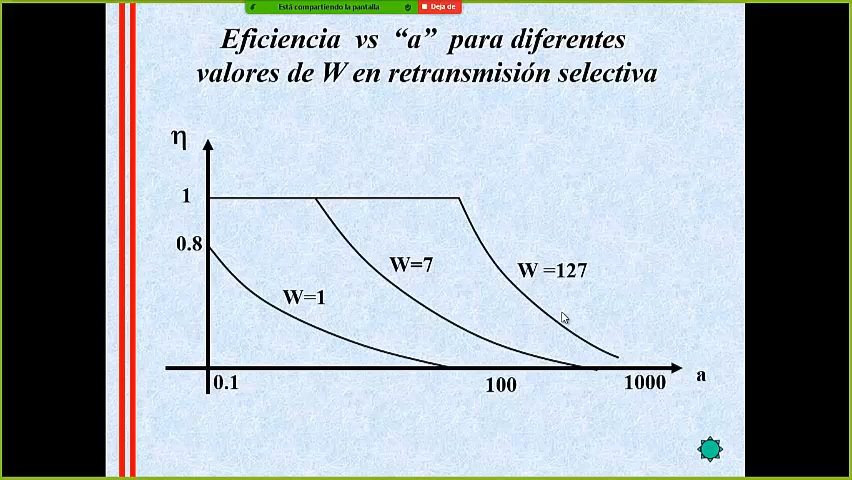 Está compartiendo la pantalla
Deja de
Eficiencia vs “a” para diferentes
valores de W en retransmisión selectiva
η
1
0.8
W=7
W =127
W=1
0.1
100
1000
a